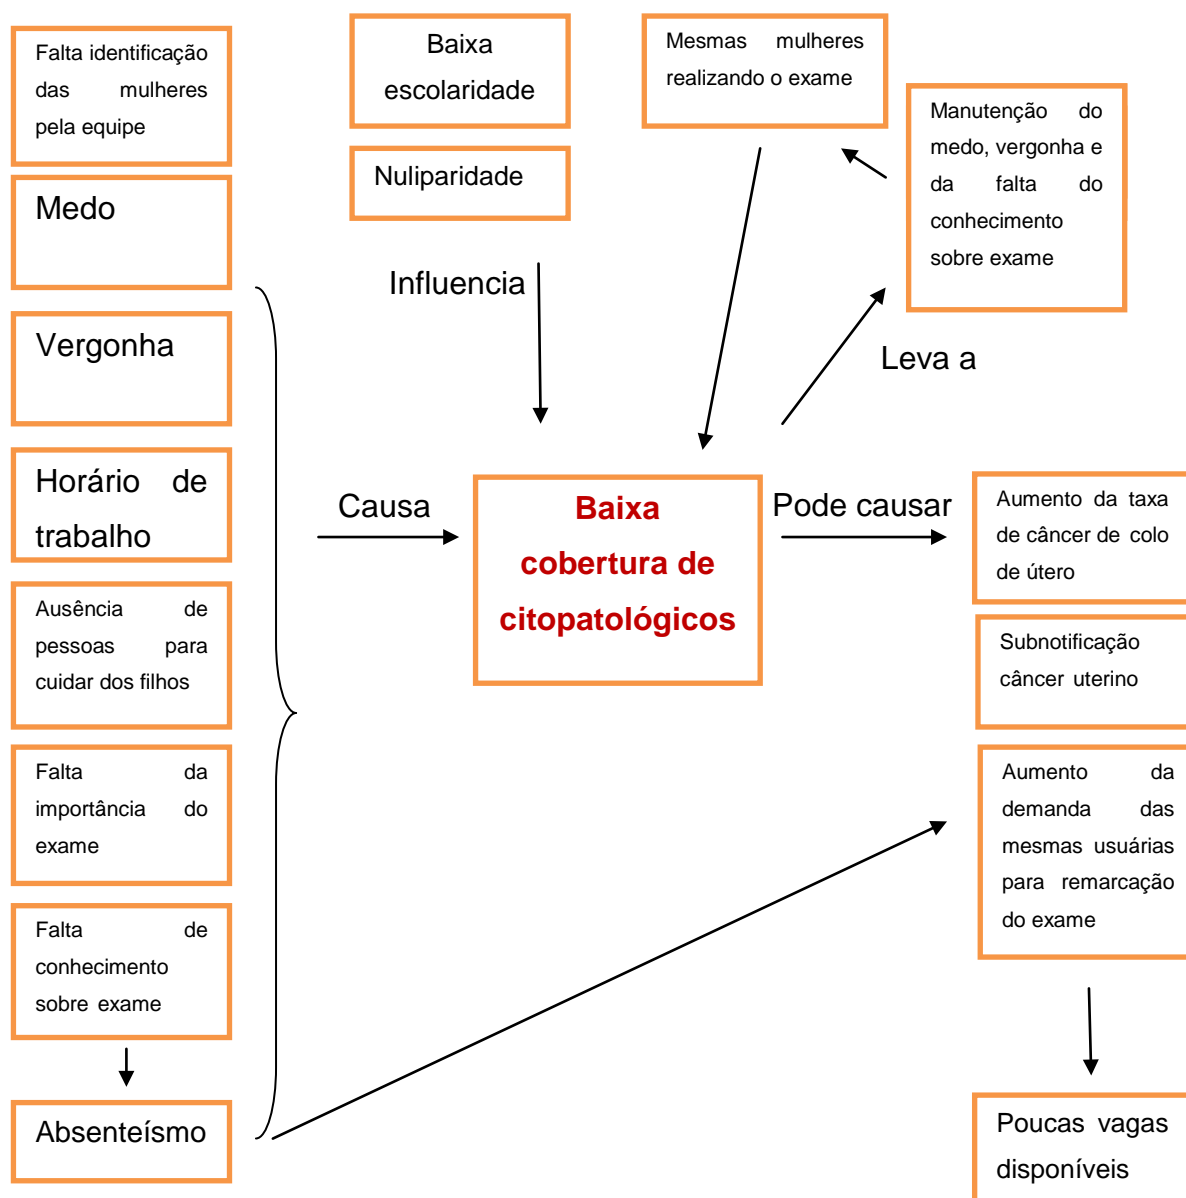 Falta identificação
das mulheres
pela equipe
Medo
Vergonha
Horário de
trabalho
Ausência de
pessoas para
cuidar dos filhos
Falta da
importância do
exame
Falta de
conhecimento
sobre exame
Absenteísmo
Baixa
escolaridade
Nuliparidade
Influencia
Causa
Baixa
cobertura de
citopatológicos
Mesmas mulheres
realizando o exame
Manutenção do
medo, vergonha e
da falta do
conhecimento
sobre exame
Leva a
Pode causar
Aumento da taxa
de câncer de colo
de útero
Subnotificação
câncer uterino
Aumento da
demanda das
mesmas usuárias
para remarcação
do exame
Poucas vagas
disponíveis